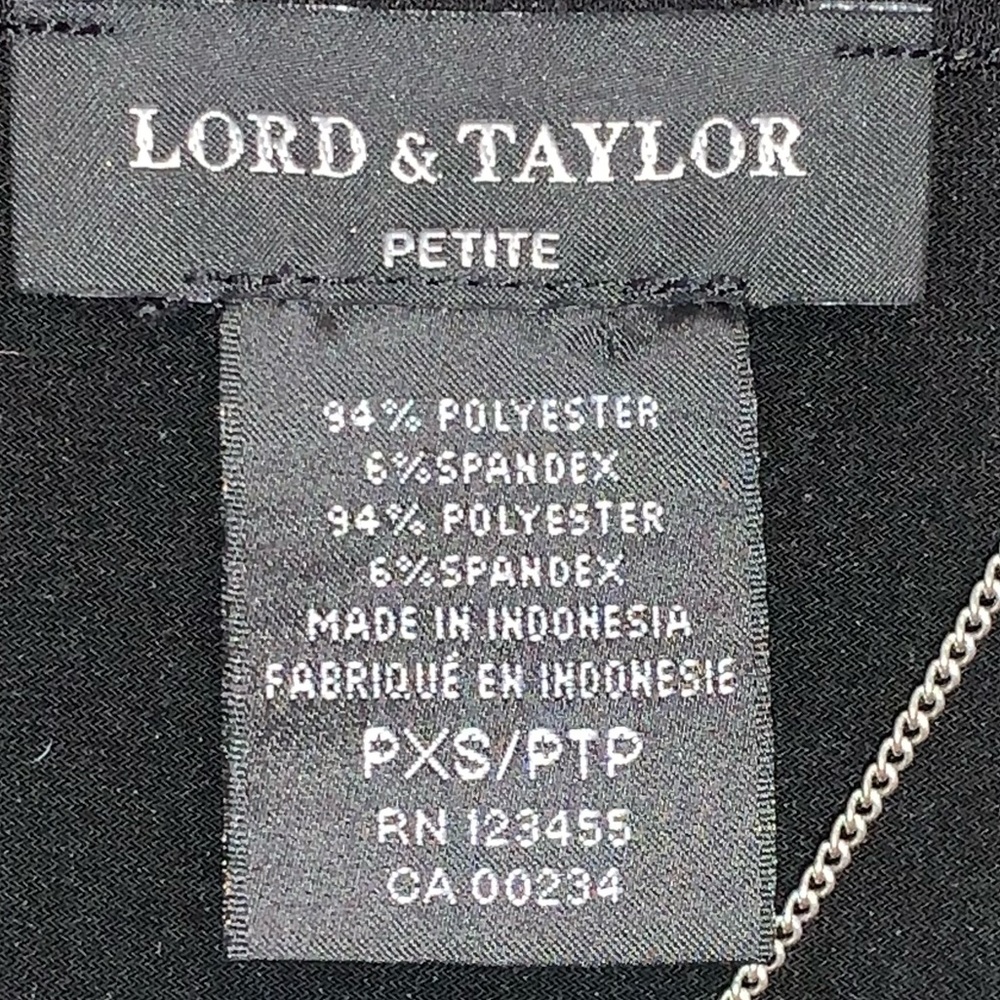 LORD & TAYLOR
PETITE
94% POLYESTER
6%SPANDEX
94% POLYESTER
6%SPANDEX
MADE IN INDONESIA
FABRIQUÉ EN INDONESIE
PXS/PTP
RN 123455
CA 00234